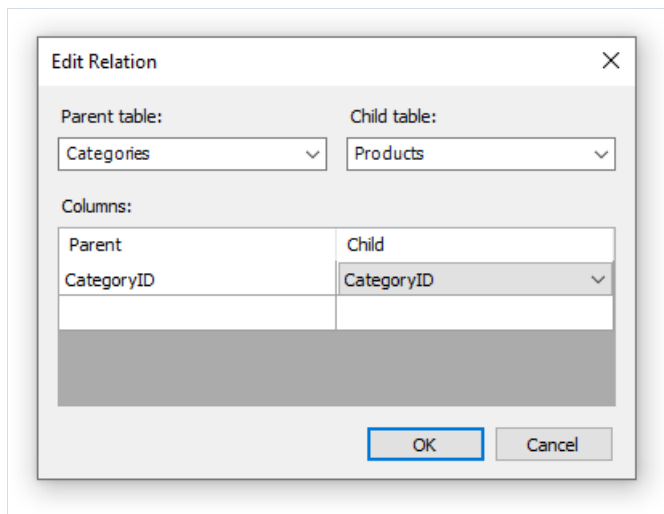 Edit Relation
Parent table: Child table:
Categories Products
Columns:
Parent Child
CategoryID CategoryID
OK Cancel